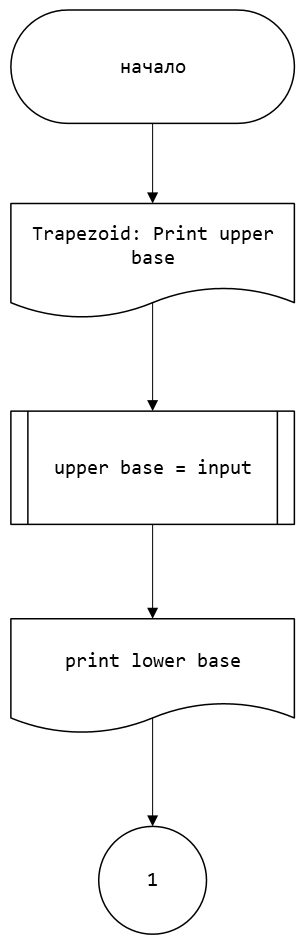 начало
Trapezoid: Print upper
base
upper base = input
print lower base
1